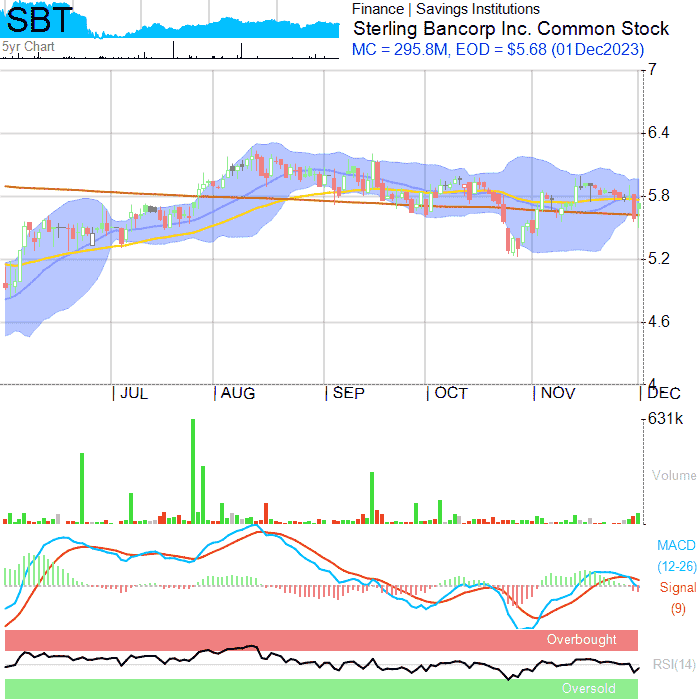 SBT
Finance | Savings Institutions
Sterling Bancorp Inc. Common Stock
MC = 295.8M, EOD = $5.68 (01Dec2023)
5yr Chart
7
6.4
5.8
5.2
4.6
4
| JUL | AUG | SEP | OCT | NOV | DEC
631k
Volume
MACD
(12-26)
Signal
(9)
Overbought
RSI(14)
Oversold